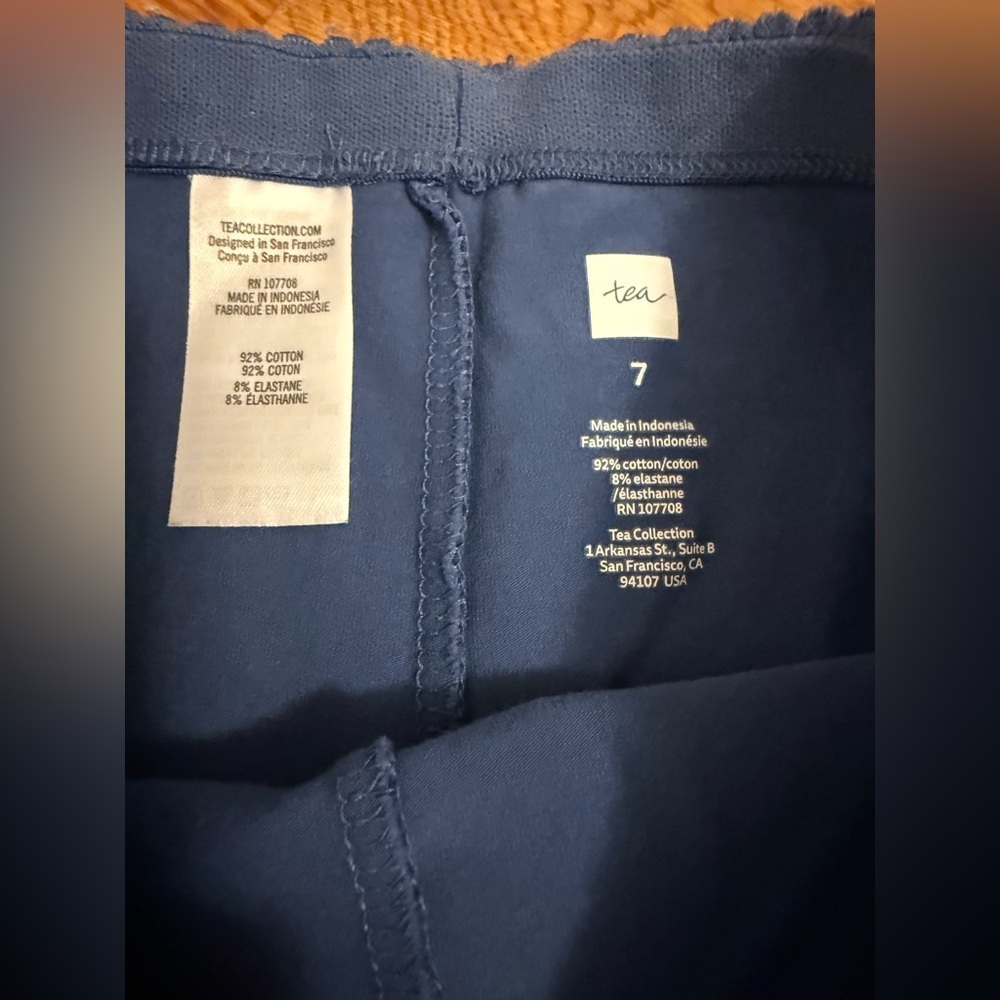 TEACOLLECTION.COM
Designed in San Francisco
Conçu à San Francisco
RN 107708
MADE IN INDONESIA
FABRIQUÉ EN INDONÉSIE
92% COTTON
92% COTON
8% ELASTANE
8% ÉLASTHANNE
tea
7
Made in Indonesia
Fabriqué en Indonésie
92% cotton/coton
8% elastane
/élasthanne
RN 107708
Tea Collection
1 Arkansas St., Suite B
San Francisco, CA
94107 USA